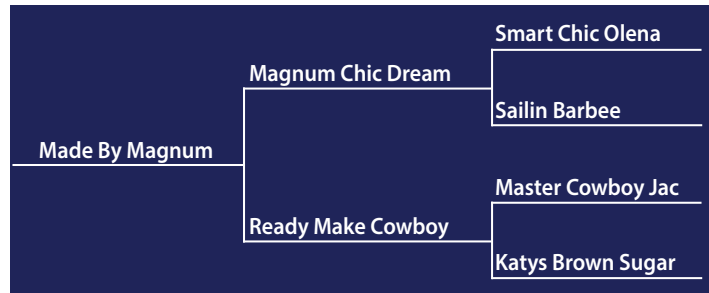 Smart Chic Olena
Magnum Chic Dream
Sailin Barbee
Made By Magnum
Master Cowboy Jac
Ready Make Cowboy
Katys Brown Sugar